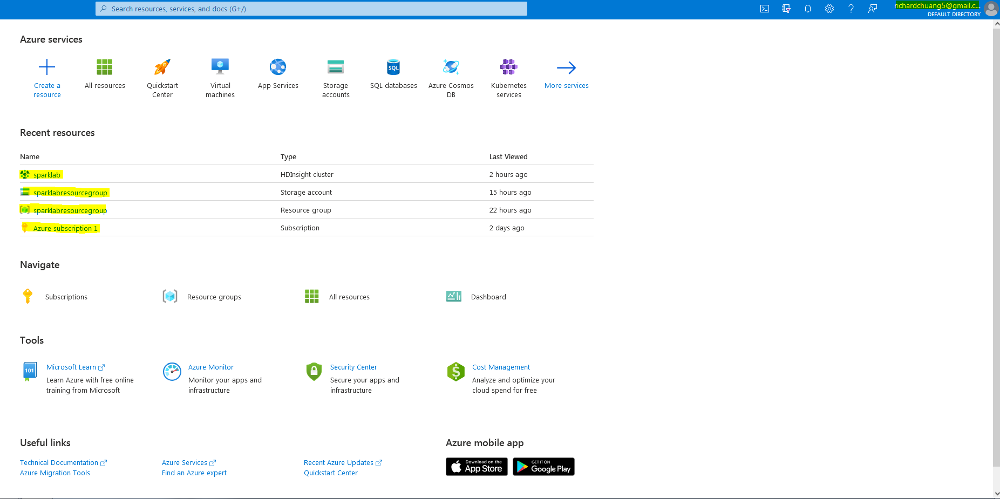 Search resources, services, and docs (G+/)
richardchuang5@gmail.c...
DEFAULT DIRECTORY
Azure services
Create a resource
All resources
Quickstart Center
Virtual machines
App Services
Storage accounts
SQL
SQL databases
Azure Cosmos DB
Kubernetes services
More services
Recent resources
Name Type Last Viewed
sparklab HDInsight cluster 2 hours ago
sparklabresourcegroup Storage account 15 hours ago
sparklabresourcegroup Resource group 22 hours ago
Azure subscription 1 Subscription 2 days ago
Navigate
Subscriptions Resource groups All resources Dashboard
Tools
101
Microsoft Learn
Learn Azure with free online
training from Microsoft
Azure Monitor
Monitor your apps and
infrastructure
Security Center
Secure your apps and
infrastructure
Cost Management
Analyze and optimize your
cloud spend for free
Useful links
Technical Documentation Azure Services Recent Azure Updates
Azure Migration Tools Find an Azure expert Quickstart Center
Azure mobile app
Download on the
App Store
GET IT ON
Google Play